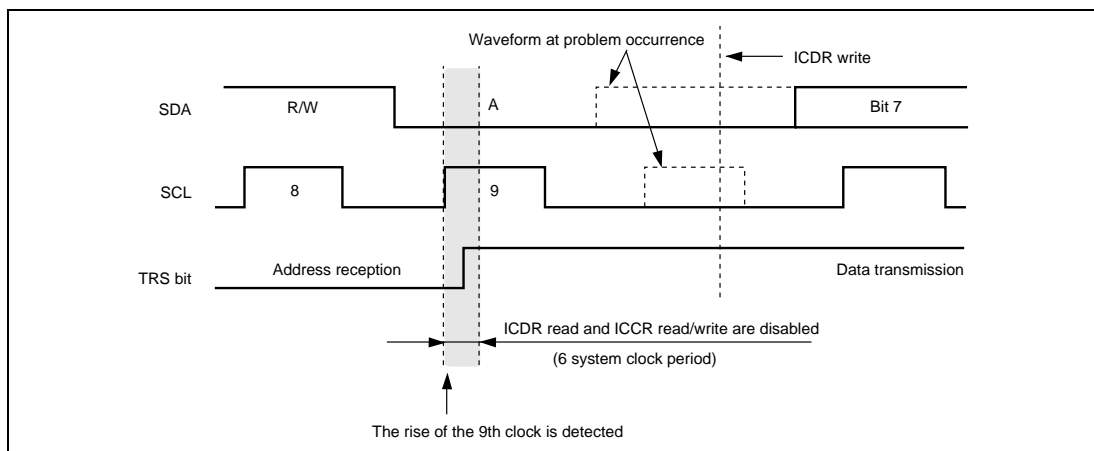 Waveform at problem occurrence
ICDR write
SDA
R/W
A
Bit 7
SCL
8
9
TRS bit
Address reception
Data transmission
ICDR read and ICCR read/write are disabled
(6 system clock period)
The rise of the 9th clock is detected